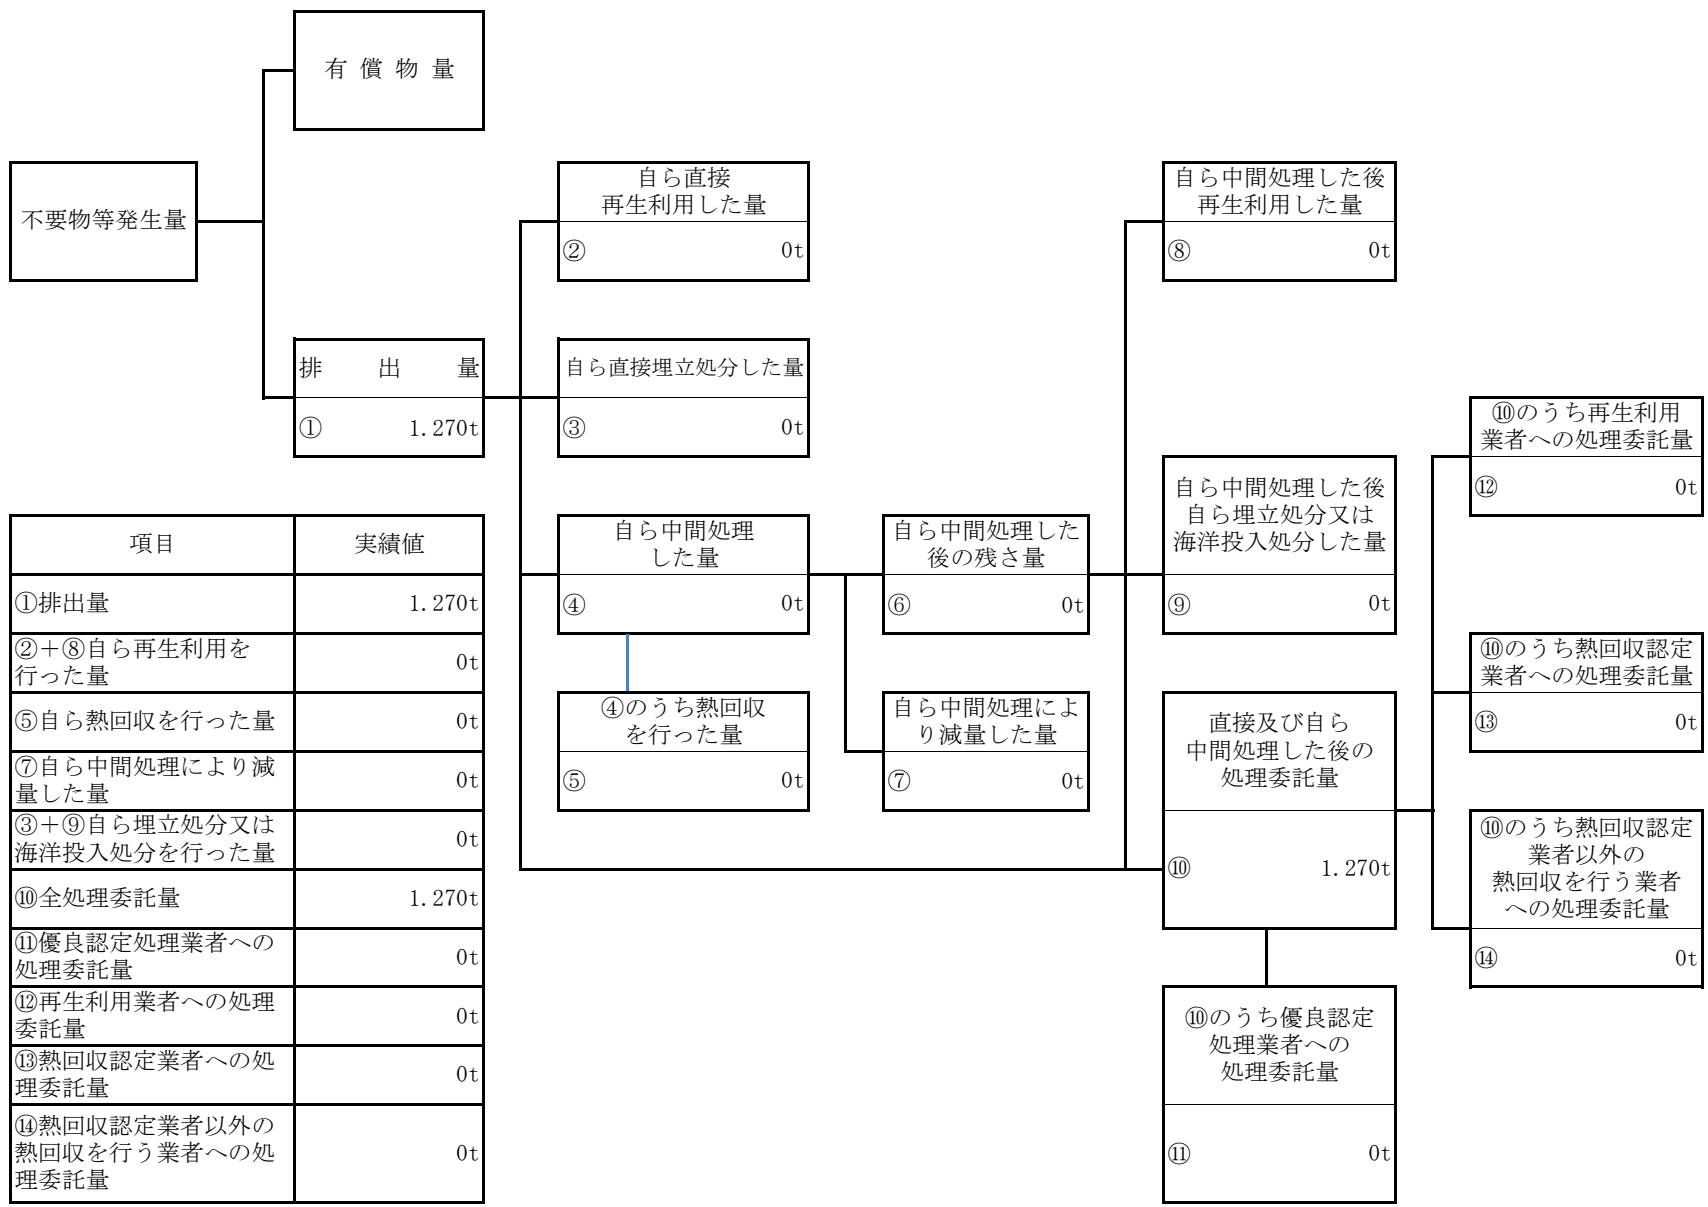 有 償 物 量
不要物等発生量
自ら直接
再生利用した量
② 0t
自ら中間処理した後
再生利用した量
⑧ 0t
排 出 量
① 1.270t
自ら直接埋立処分した量
③ 0t
⑩のうち再生利用
業者への処理委託量
⑫ 0t
自ら中間処理
した量
④ 0t
自ら中間処理した
後の残さ量
⑥ 0t
自ら中間処理した後
自ら埋立処分又は
海洋投入処分した量
⑨ 0t
⑩のうち熱回収認定
業者への処理委託量
⑬ 0t
④のうち熱回収
を行った量
⑤ 0t
自ら中間処理によ
り減量した量
⑦ 0t
直接及び自ら
中間処理した後の
処理委託量
⑩ 1.270t
⑩のうち熱回収認定
業者以外の
熱回収を行う業者
への処理委託量
⑭ 0t
⑩のうち優良認定
処理業者への
処理委託量
⑪ 0t
項目 実績値
①排出量 1.270t
②＋⑧自ら再生利用を
行った量 0t
⑤自ら熱回収を行った量 0t
⑦自ら中間処理により減
量した量 0t
③＋⑨自ら埋立処分又は
海洋投入処分を行った量 0t
⑩全処理委託量 1.270t
⑪優良認定処理業者への
処理委託量 0t
⑫再生利用業者への処理
委託量 0t
⑬熱回収認定業者への処
理委託量 0t
⑭熱回収認定業者以外の
熱回収を行う業者への処
理委託量 0t